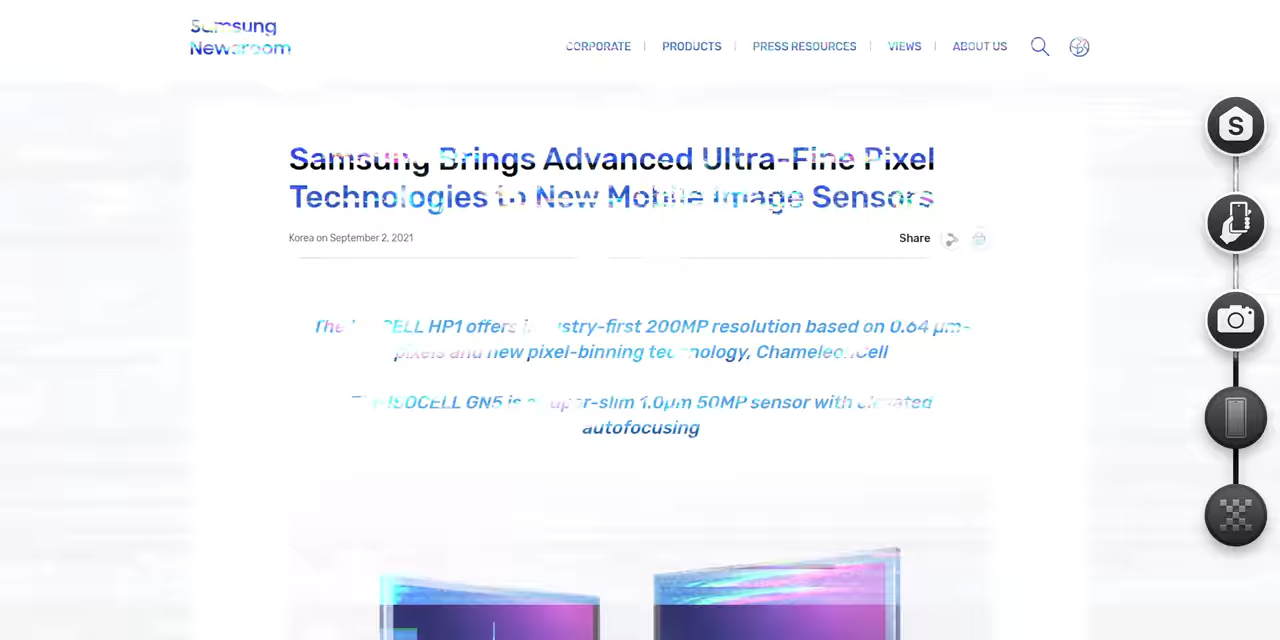 Samsung
Newsroom
CORPORATE
PRODUCTS
PRESS RESOURCES
VIEWS
ABOUT US
Samsung Brings Advanced Ultra-Fine Pixel
Technologies to New Mobile Image Sensors
Korea on September 2, 2021
Share
The HP1 offers 200MP resolution based on 0.64 μm-
pixels and new pixel-binning technology, ChameleonCell
ISOCELL GN5 is 1.0μm 50MP sensor with
autofocusing
S